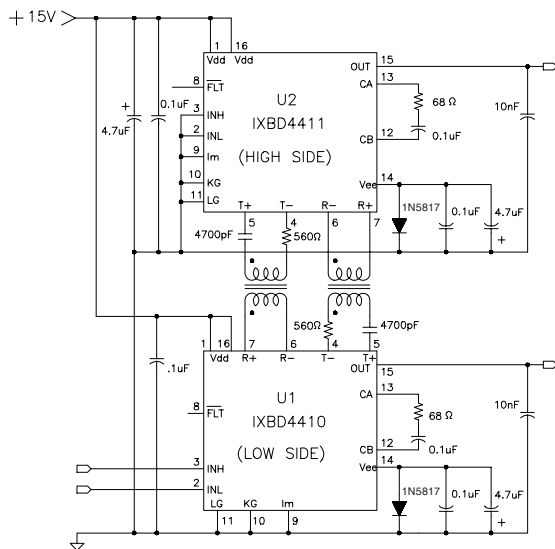 + 15V
1 16
Vdd Vdd
OUT 15
8 FLT
CA 13
U2
IXBD4411
(HIGH SIDE)
68 Ω
0.1uF
10nF
+
4.7uF
0.1uF
3 INH
2 INL
9 Im
10 KG
11 LG
CB 12
Vee 14
T+ T- R- R+
5 4 6 7
4700pF
560Ω
1N5817
0.1uF
4.7uF
+
560Ω
4700pF
.1uF
1 16 7 6 4 5
Vdd R+ R- T- T+
OUT 15
8 FLT
CA 13
U1
IXBD4410
(LOW SIDE)
68 Ω
0.1uF
10nF
CB 12
Vee 14
3 INH
2 INL
LG KG Im
11 10 9
1N5817
0.1uF
4.7uF
+